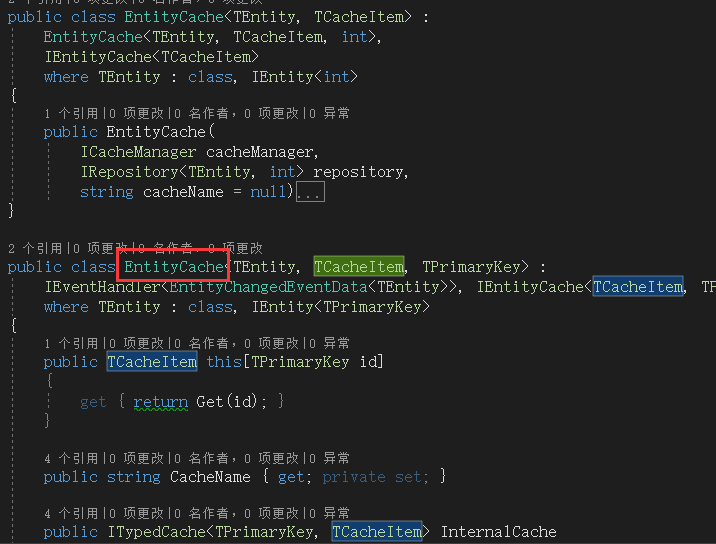 2 个引用|0 项更改|0 名作者，0 项更改
public class EntityCache<TEntity, TCacheItem> :
EntityCache<TEntity, TCacheItem, int>,
IEntityCache<TCacheItem>
where TEntity : class, IEntity<int>
{
1 个引用|0 项更改|0 名作者，0 项更改|0 异常
public EntityCache(
ICacheManager cacheManager,
IRepository<TEntity, int> repository,
string cacheName = null)...
}
2 个引用|0 项更改|0 名作者，0 项更改
public class EntityCache<TEntity, TCacheItem, TPrimaryKey> :
IEventHandler<EntityChangedEventData<TEntity>>, IEntityCache<TCacheItem,
where TEntity : class, IEntity<TPrimaryKey>
{
1 个引用|0 项更改|0 名作者，0 项更改|0 异常
public TCacheItem this[TPrimaryKey id]
{
get { return Get(id); }
}
4 个引用|0 项更改|0 名作者，0 项更改|0 异常
public string CacheName { get; private set; }
4 个引用|0 项更改|0 名作者，0 项更改|0 异常
public ITypedCache<TPrimaryKey, TCacheItem> InternalCache